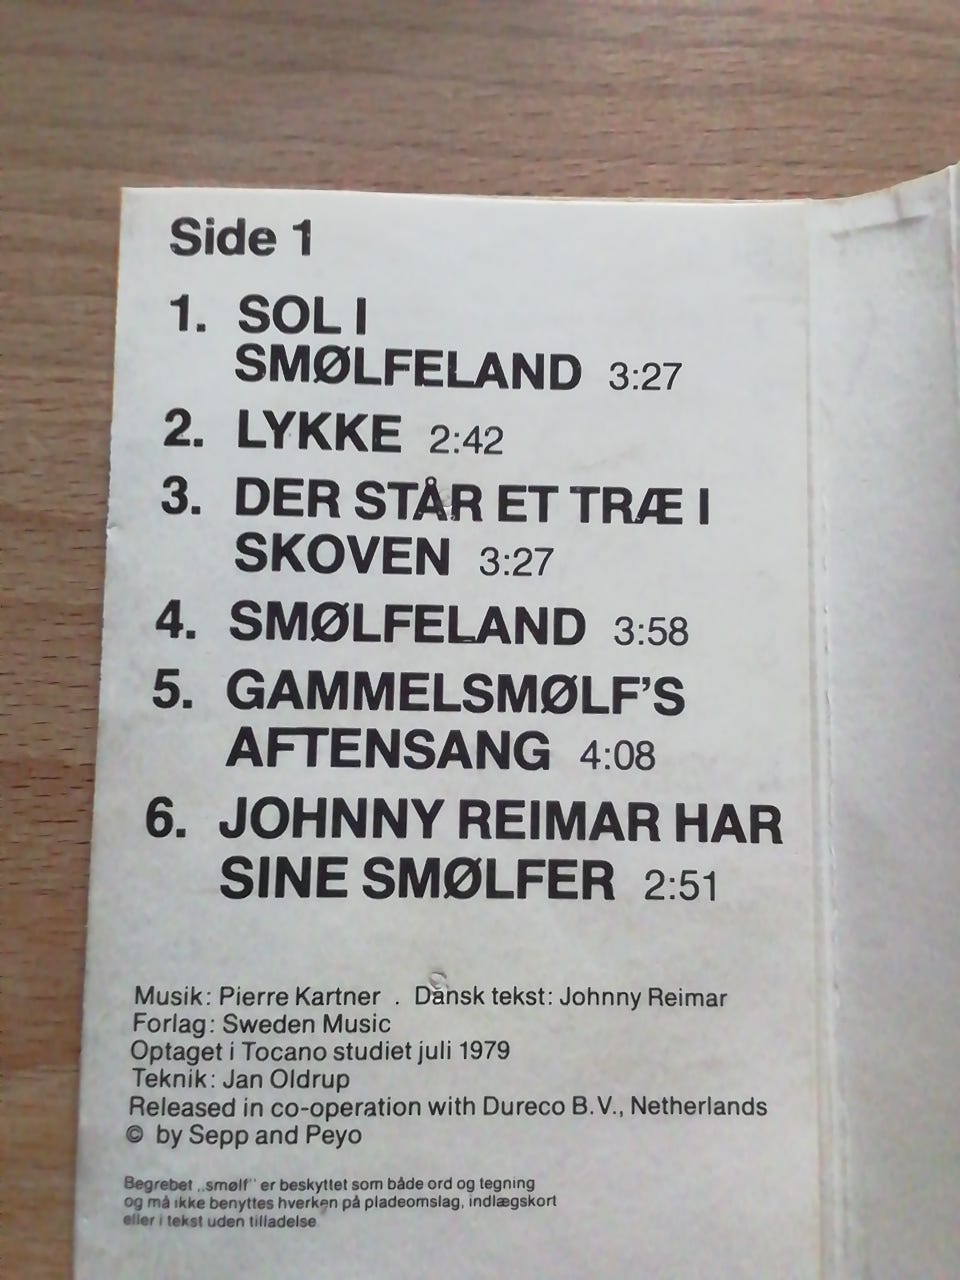 Side 1
1. SOL I
SMØLFELAND 3:27
2. LYKKE 2:42
3. DER STÅR ET TRÆ I
SKOVEN 3:27
4. SMØLFELAND 3:58
5. GAMMELSMØLF'S
AFTENSANG 4:08
6. JOHNNY REIMAR HAR
SINE SMØLFER 2:51
Musik: Pierre Kartner . Dansk tekst: Johnny Reimar
Forlag: Sweden Music
Optaget i Tocano studiet juli 1979
Teknik: Jan Oldrup
Released in co-operation with Dureco B.V., Netherlands
© by Sepp and Peyo
Begrebet „smølf" er beskyttet som både ord og tegning
og må ikke benyttes hverken på pladeomslag, indlægskort
eller i tekst uden tilladelse